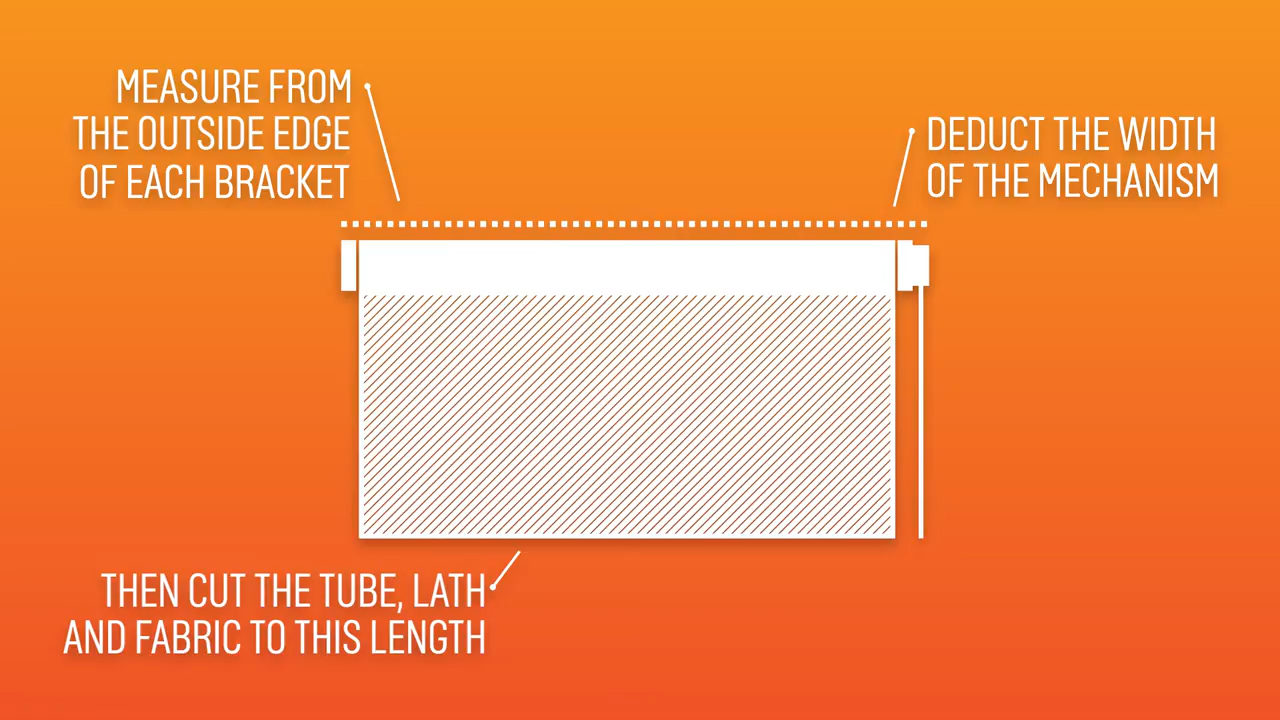 MEASURE FROM
THE OUTSIDE EDGE
OF EACH BRACKET
DEDUCT THE WIDTH
OF THE MECHANISM
THEN CUT THE TUBE, LATH
AND FABRIC TO THIS LENGTH